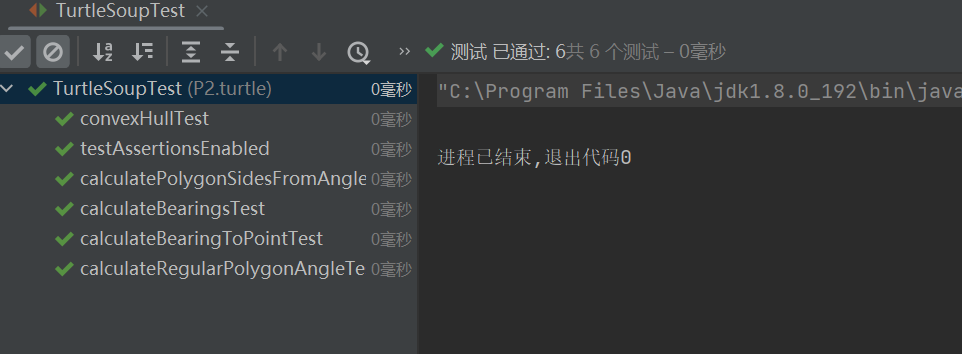 TurtleSoupTest
测试 已通过: 6共 6 个测试 – 0毫秒
TurtleSoupTest (P2.turtle) 0毫秒
convexHullTest 0毫秒
testAssertionsEnabled 0毫秒
calculatePolygonSidesFromAngle 0毫秒
calculateBearingsTest 0毫秒
calculateBearingToPointTest 0毫秒
calculateRegularPolygonAngleTe 0毫秒
"C:\Program Files\Java\jdk1.8.0_192\bin\java
进程已结束,退出代码0